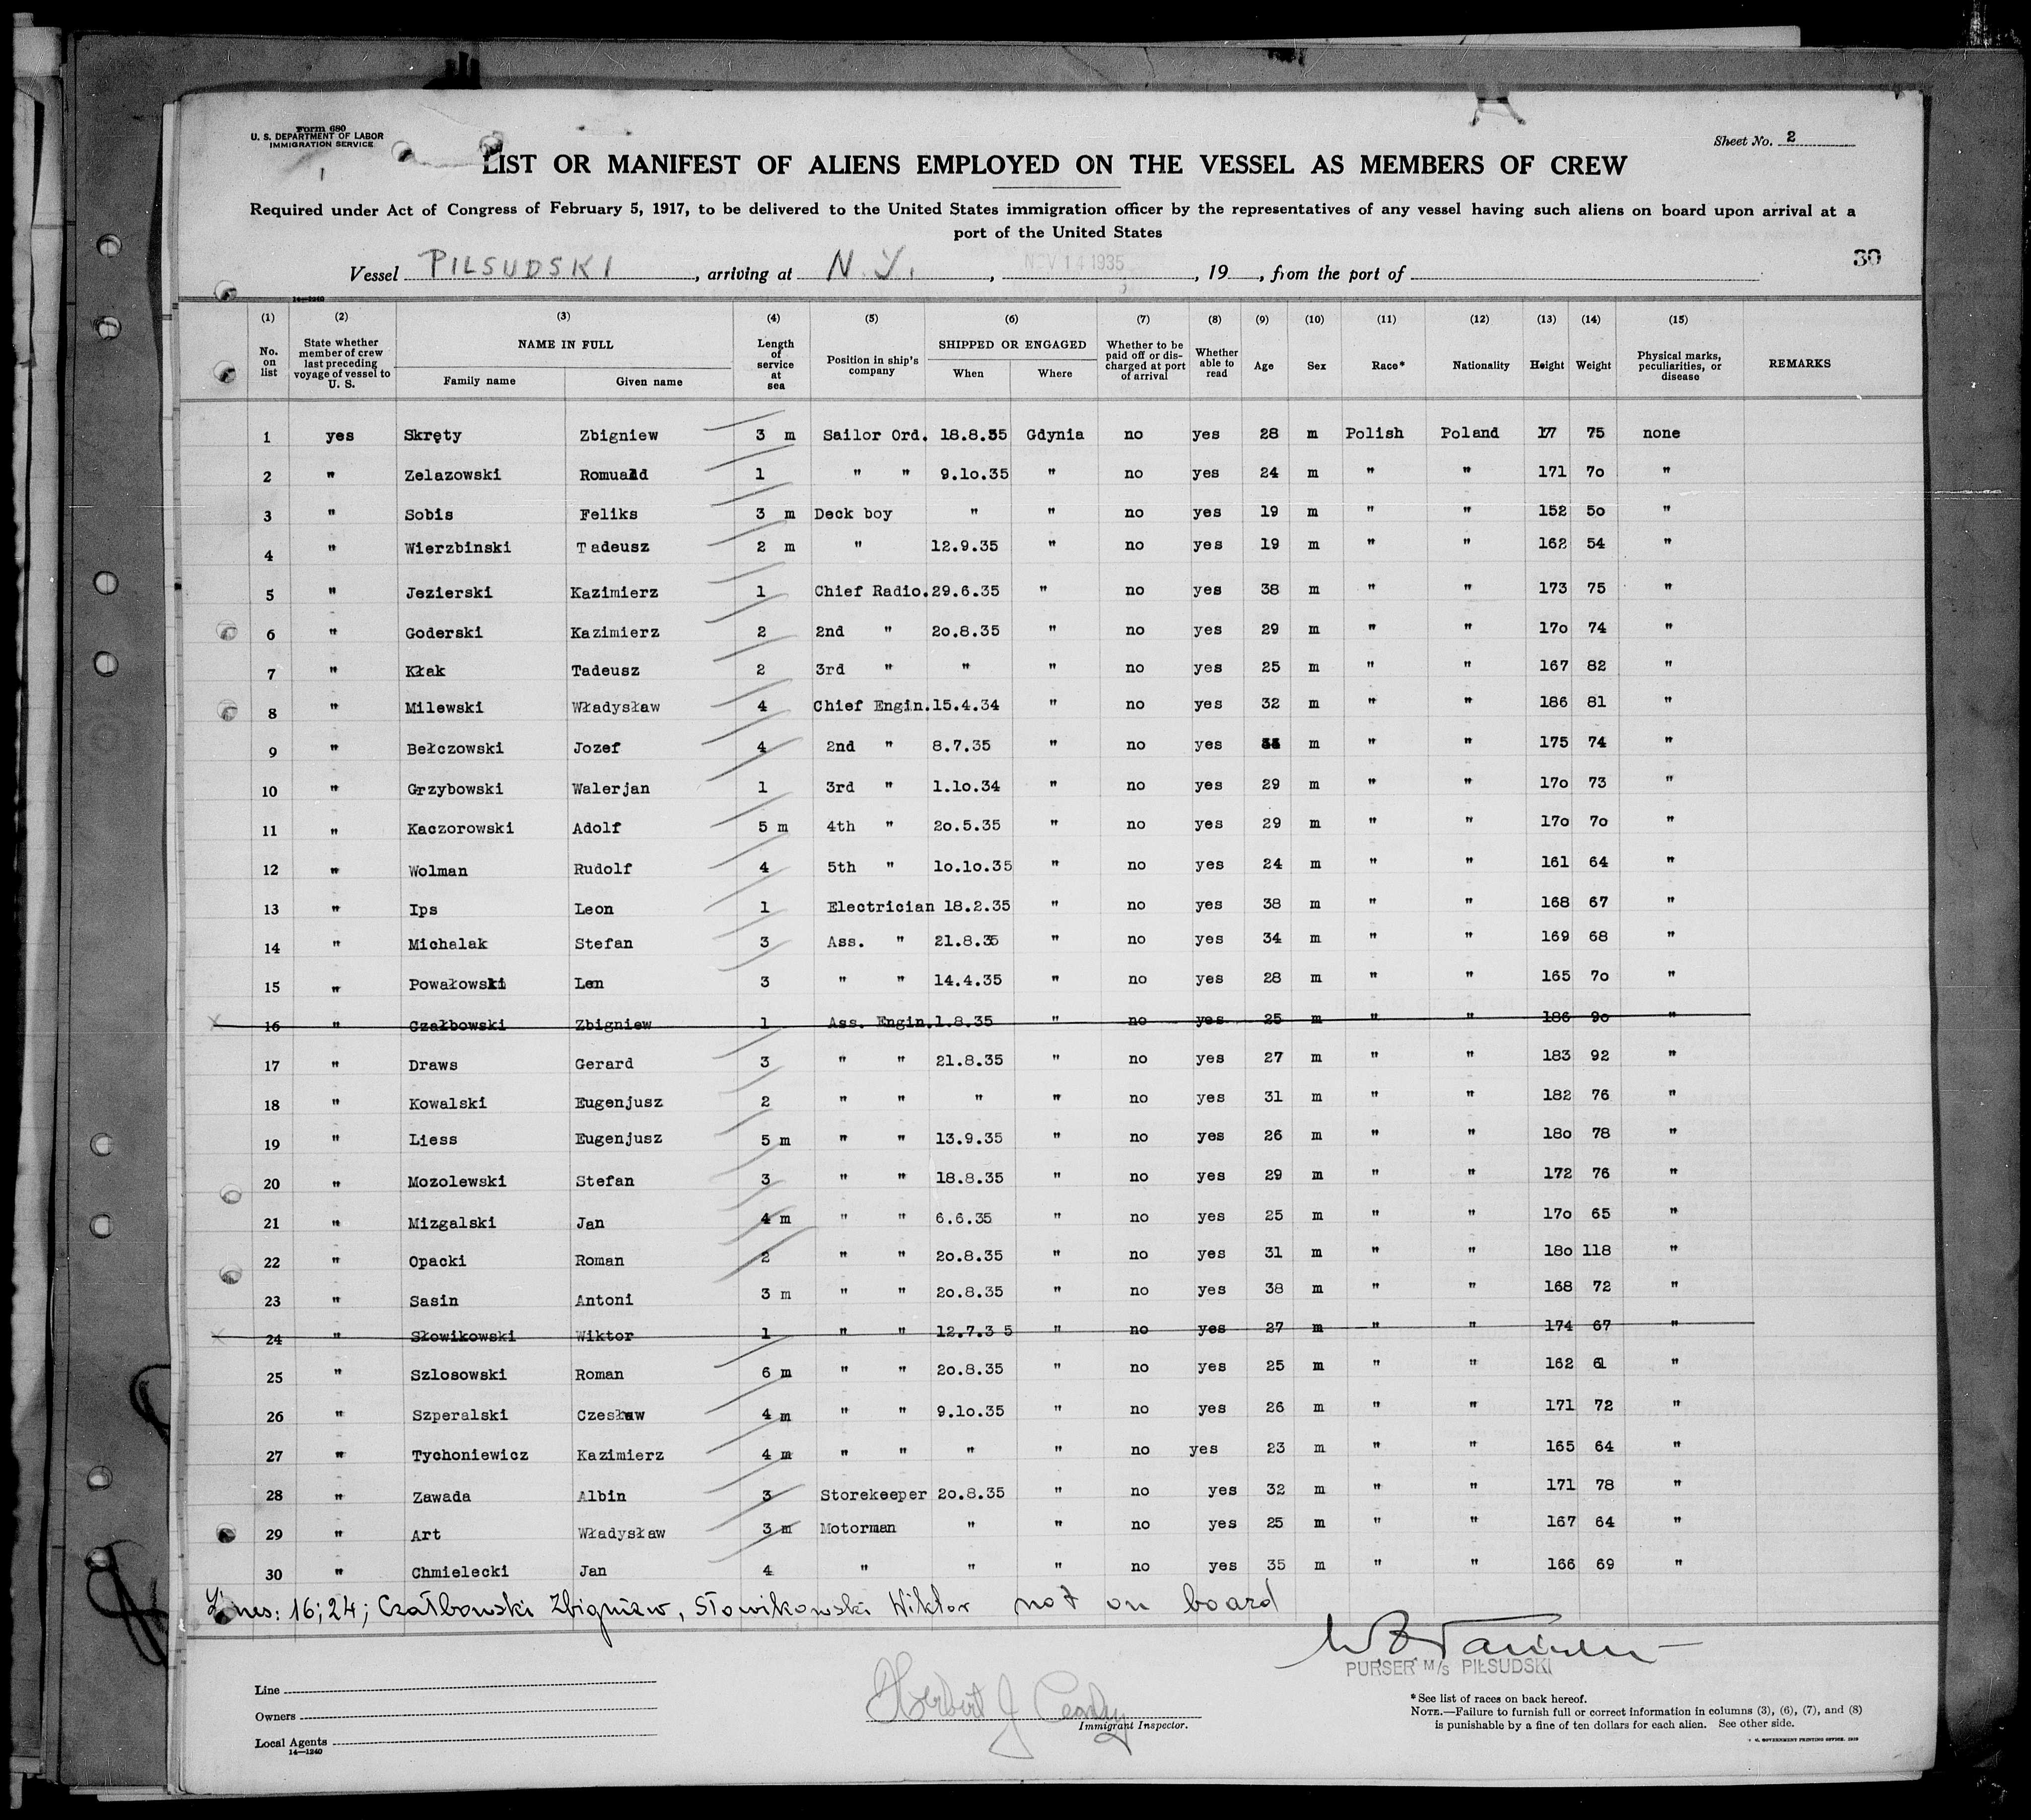 Form 680
U. S. DEPARTMENT OF LABOR
IMMIGRATION SERVICE
Sheet No. 2
LIST OR MANIFEST OF ALIENS EMPLOYED ON THE VESSEL AS MEMBERS OF CREW
Required under Act of Congress of February 5, 1917, to be delivered to the United States immigration officer by the representatives of any vessel having such aliens on board upon arrival at a
port of the United States
30
Vessel PILSUDSKI, arriving at N.Y., NOV 14 1935, 19, from the port of
14—1240
(1) (2) (3) (4) (5) (6) (7) (8) (9) (10) (11) (12) (13) (14) (15)
No. on list State whether member of crew last preceding voyage of vessel to U. S. NAME IN FULL Family name Given name Length of service at sea Position in ship's company SHIPPED OR ENGAGED When Where Whether to be paid off or discharged at port of arrival Whether able to read Age Sex Race* Nationality Height Weight Physical marks, peculiarities, or disease REMARKS
1 yes Skręty Zbigniew 3 m Sailor Ord. 18.8.35 Gdynia no yes 28 m Polish Poland 177 75 none
2 " Zelazowski Romuald 1 " " 9.10.35 " no yes 24 m " " 171 70 "
3 " Sobis Feliks 3 m Deck boy " " no yes 19 m " " 152 50 "
4 " Wierzbinski Tadeusz 2 m " 12.9.35 " no yes 19 m " " 162 54 "
5 " Jezierski Kazimierz 1 Chief Radio. 29.6.35 " no yes 38 m " " 173 75 "
6 " Goderski Kazimierz 2 2nd " 20.8.35 " no yes 29 m " " 170 74 "
7 " Kłak Tadeusz 2 3rd " " " no yes 25 m " " 167 82 "
8 " Milewski Władysław 4 Chief Engin. 15.4.34 " no yes 32 m " " 186 81 "
9 " Bełczowski Jozef 4 2nd " 8.7.35 " no yes m " " 175 74 "
10 " Grzybowski Walerjan 1 3rd " 1.10.34 " no yes 29 m " " 170 73 "
11 " Kaczorowski Adolf 5 m 4th " 20.5.35 " no yes 29 m " " 170 70 "
12 " Wolman Rudolf 4 5th " 10.10.35 " no yes 24 m " " 161 64 "
13 " Ips Leon 1 Electrician 18.2.35 " no yes 38 m " " 168 67 "
14 " Michalak Stefan 3 Ass. " 21.8.35 " no yes 34 m " " 169 68 "
15 " Powałowski Len 3 " " 14.4.35 " no yes 28 m " " 165 70 "
16 " Czałbowski Zbigniew 1 Ass. Engin. 1.8.35 " no yes 25 m " " 186 90 "
17 " Draws Gerard 3 " " 21.8.35 " no yes 27 m " " 183 92 "
18 " Kowalski Eugenjusz 2 " " " " no yes 31 m " " 182 76 "
19 " Liess Eugenjusz 5 m " " 13.9.35 " no yes 26 m " " 180 78 "
20 " Mozolewski Stefan 3 " " 18.8.35 " no yes 29 m " " 172 76 "
21 " Mizgalski Jan 4 m " " 6.6.35 " no yes 25 m " " 170 65 "
22 " Opacki Roman 2 " " 20.8.35 " no yes 31 m " " 180 118 "
23 " Sasin Antoni 3 m " " 20.8.35 " no yes 38 m " " 168 72 "
24 " Słowikowski Wiktor 1 " " 12.7.3 5 " no yes 27 m " " 174 67 "
25 " Szlosowski Roman 6 m " " 20.8.35 " no yes 25 m " " 162 61 "
26 " Szperalski Czesław 4 m " " 9.10.35 " no yes 26 m " " 171 72 "
27 " Tychoniewicz Kazimierz 4 m " " " " no yes 23 m " " 165 64 "
28 " Zawada Albin 3 Storekeeper 20.8.35 " no yes 32 m " " 171 78 "
29 " Art Władysław 3 m Motorman " " no yes 25 m " " 167 64 "
30 " Chmielecki Jan 4 " " " no yes 35 m " " 166 69 "
Lines: 16; 24; Czałbowski Zbigniew, Słowikowski Wiktor not on board
PURSER M/S PIŁSUDSKI
Line
Owners
Local Agents
14—1240
Herbert J
Immigrant Inspector.
*See list of races on back hereof.
NOTE.—Failure to furnish full or correct information in columns (3), (6), (7), and (8)
is punishable by a fine of ten dollars for each alien. See other side.
U. S. GOVERNMENT PRINTING OFFICE